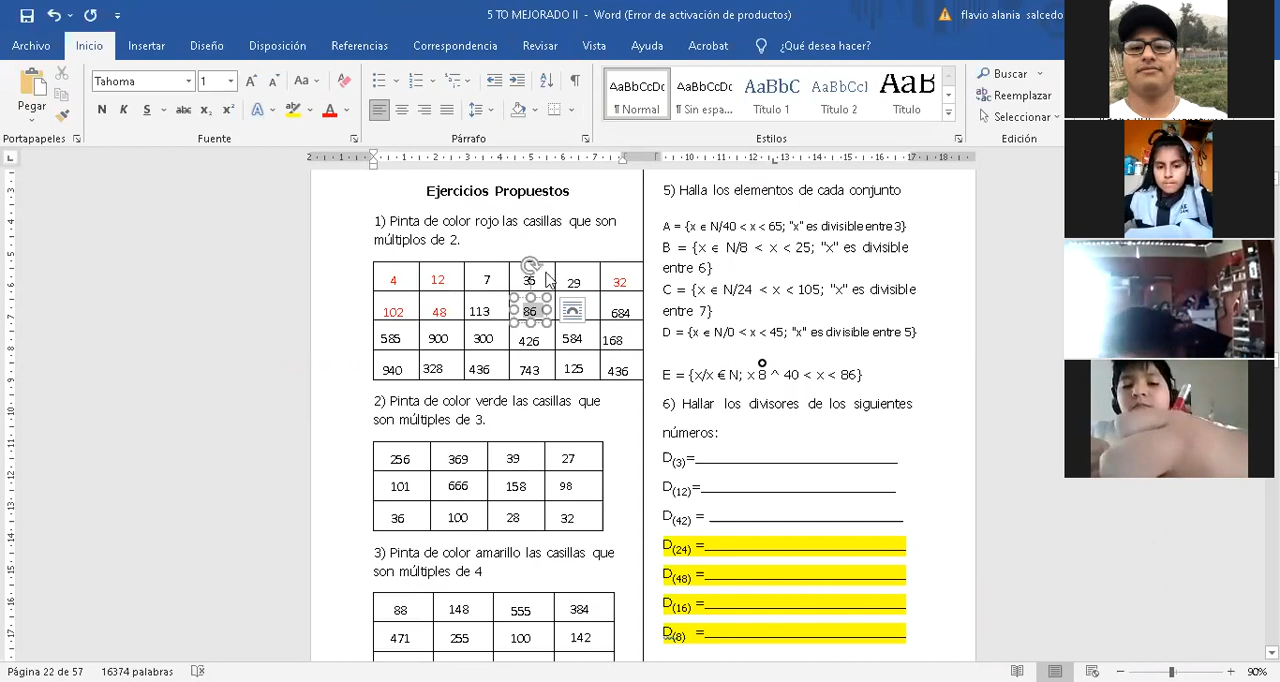 5 TO MEJORADO II - Word (Error de activación de productos)
flavio alania salcedo
Archivo Inicio Insertar Diseño Disposición Referencias Correspondencia Revisar Vista Ayuda Acrobat ¿Qué desea hacer?
Pegar
Tahoma 1
N K S abc x₂ x²
AaBbCcDc AaBbCcDc AaBbC AaBbCcI AaB
¶ Normal ¶ Sin espa... Título 1 Título 2 Título
Buscar
Reemplazar
Seleccionar
Portapapeles Fuente Párrafo Estilos Edición
Ejercicios Propuestos
1) Pinta de color rojo las casillas que son
múltiplos de 2.
4 12 7 35 29 32
102 48 113 86 684
585 900 300 426 584 168
940 328 436 743 125 436
2) Pinta de color verde las casillas que
son múltiples de 3.
256 369 39 27
101 666 158 98
36 100 28 32
3) Pinta de color amarillo las casillas que
son múltiples de 4
88 148 555 384
471 255 100 142
5) Halla los elementos de cada conjunto
A = {x ∊ N/40 < x < 65; "x" es divisible entre 3}
B = {x ∊ N/8 < x < 25; "x" es divisible
entre 6}
C = {x ∊ N/24 < x < 105; "x" es divisible
entre 7}
D = {x ∊ N/0 < x < 45; "x" es divisible entre 5}
E = {x/x € N; x 8̊ ^ 40 < x < 86}
6) Hallar los divisores de los siguientes
números:
D(3)=
D(12)=
D(42) =
D(24) =
D(48) =
D(16) =
D(8) =
Página 22 de 57 16374 palabras 90%